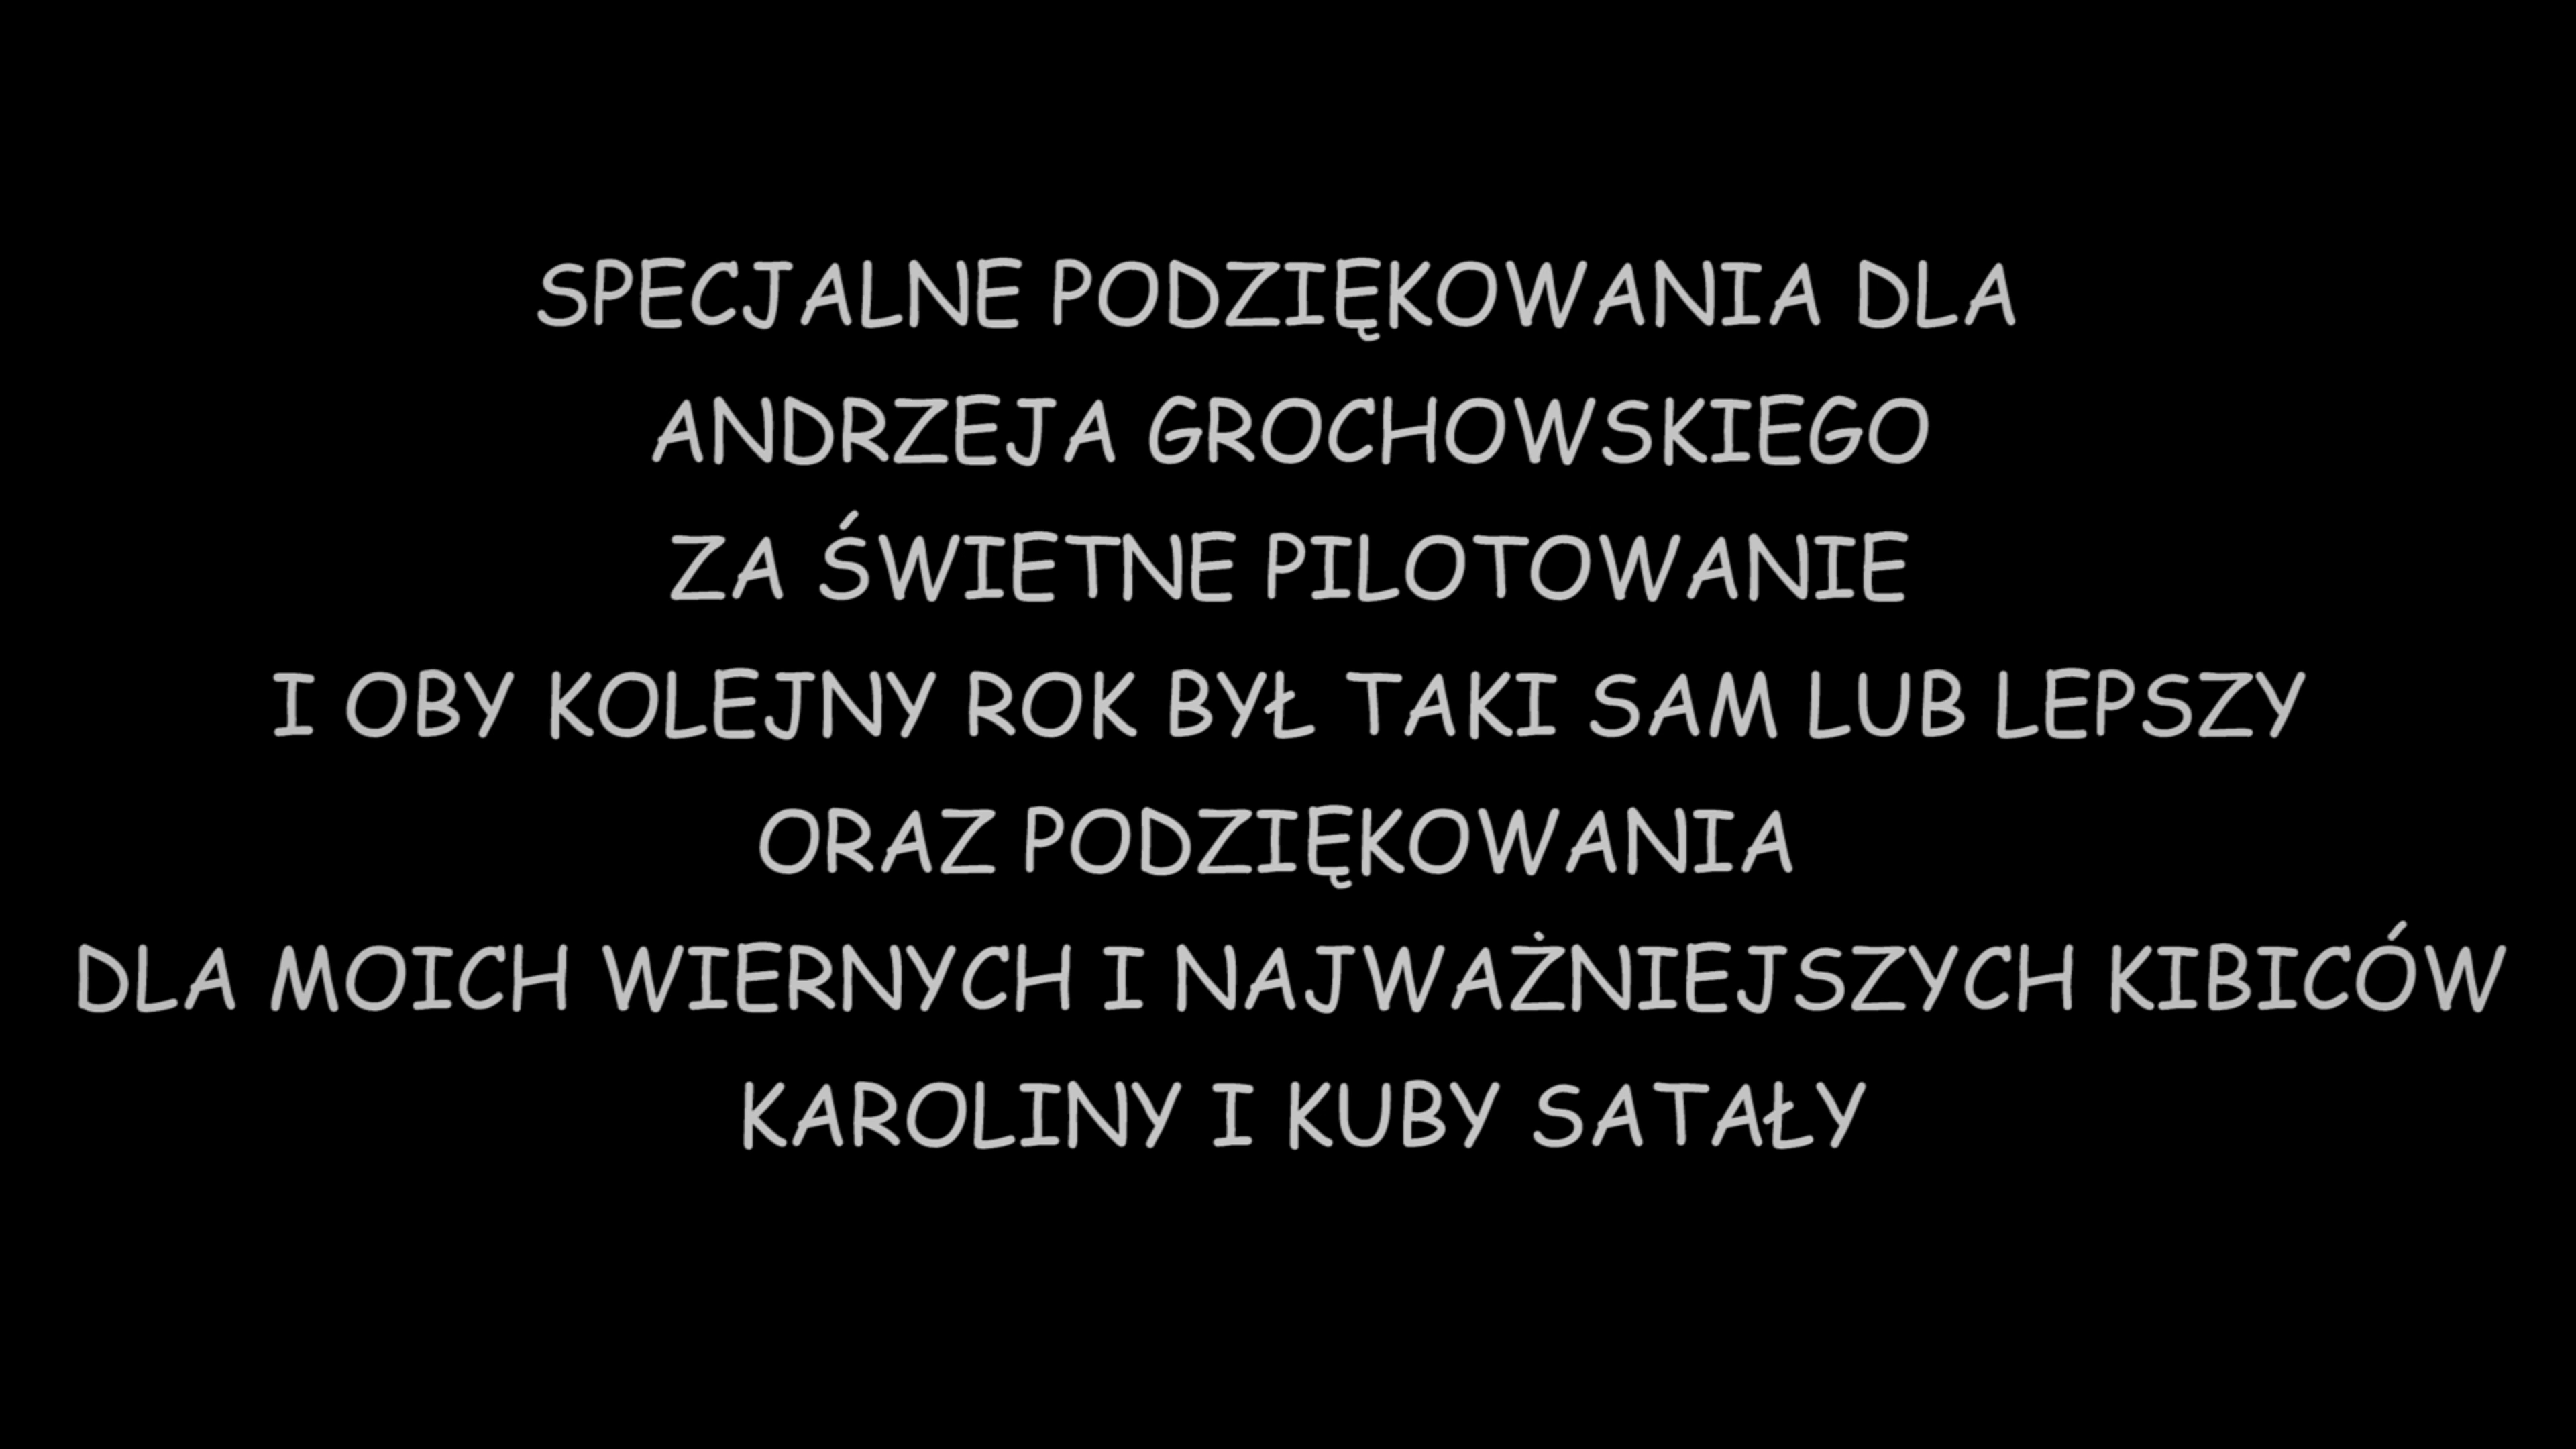 SPECJALNE PODZIĘKOWANIA DLA
ANDRZEJA GROCHOWSKIEGO
ZA ŚWIETNE PILOTOWANIE
I OBY KOLEJNY ROK BYŁ TAKI SAM LUB LEPSZY
ORAZ PODZIĘKOWANIA
DLA MOICH WIERNYCH I NAJWAŻNIEJSZYCH KIBICÓW
KAROLINY I KUBY SATAŁY